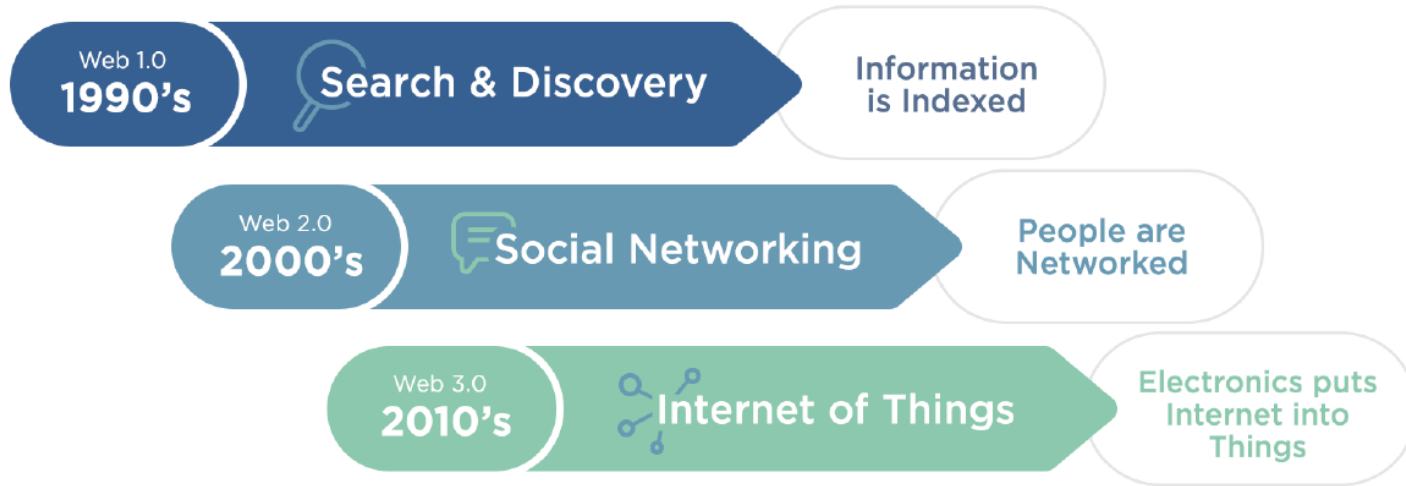 Web 1.0
1990’s
Search & Discovery
Information
is Indexed
Web 2.0
2000’s
Social Networking
People are
Networked
Web 3.0
2010’s
Internet of Things
Electronics puts
Internet into
Things